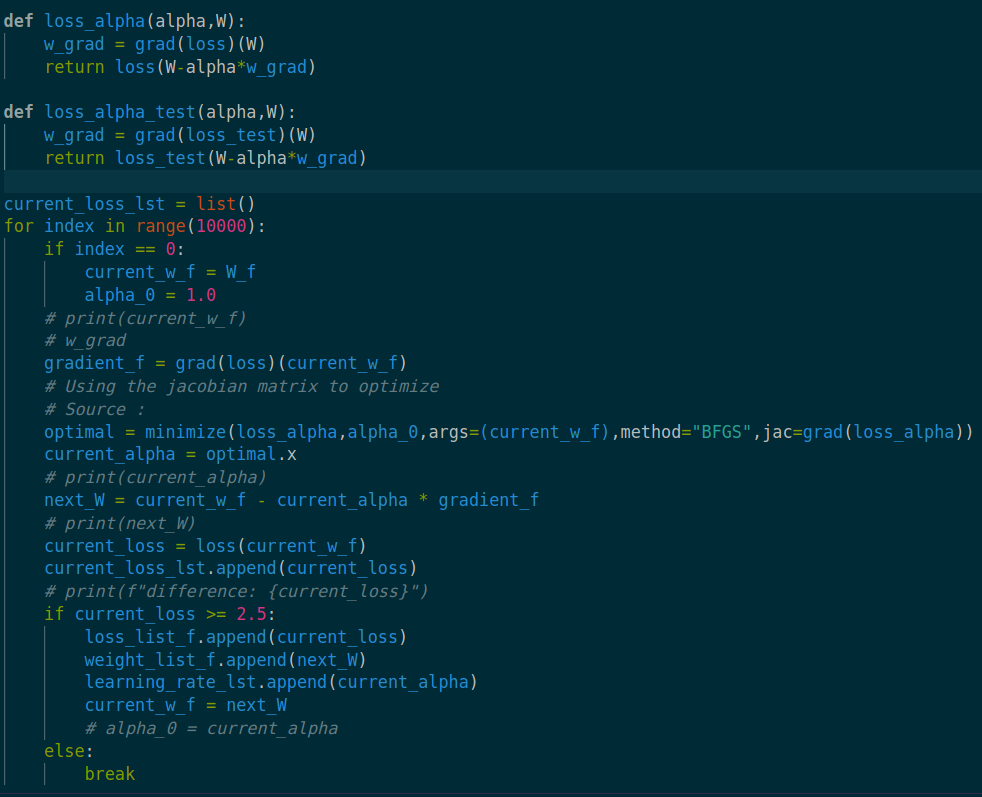 def loss_alpha(alpha,W):
    w_grad = grad(loss)(W)
    return loss(W-alpha*w_grad)

def loss_alpha_test(alpha,W):
    w_grad = grad(loss_test)(W)
    return loss_test(W-alpha*w_grad)

current_loss_lst = list()
for index in range(10000):
    if index == 0:
        current_w_f = W_f
        alpha_0 = 1.0
    # print(current_w_f)
    # w_grad
    gradient_f = grad(loss)(current_w_f)
    # Using the jacobian matrix to optimize
    # Source :
    optimal = minimize(loss_alpha,alpha_0,args=(current_w_f),method="BFGS",jac=grad(loss_alpha))
    current_alpha = optimal.x
    # print(current_alpha)
    next_W = current_w_f - current_alpha * gradient_f
    # print(next_W)
    current_loss = loss(current_w_f)
    current_loss_lst.append(current_loss)
    # print(f"difference: {current_loss}")
    if current_loss >= 2.5:
        loss_list_f.append(current_loss)
        weight_list_f.append(next_W)
        learning_rate_lst.append(current_alpha)
        current_w_f = next_W
        # alpha_0 = current_alpha
    else:
        break